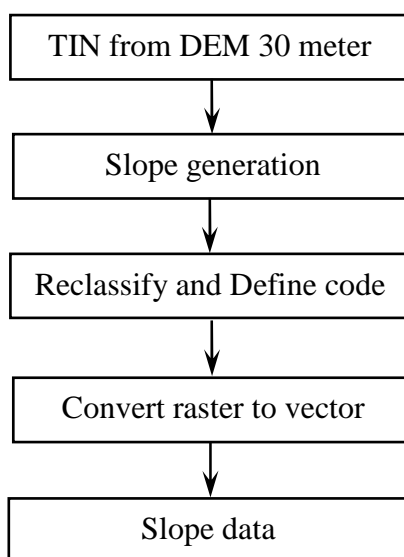 TIN from DEM 30 meter
Slope generation
Reclassify and Define code
Convert raster to vector
Slope data